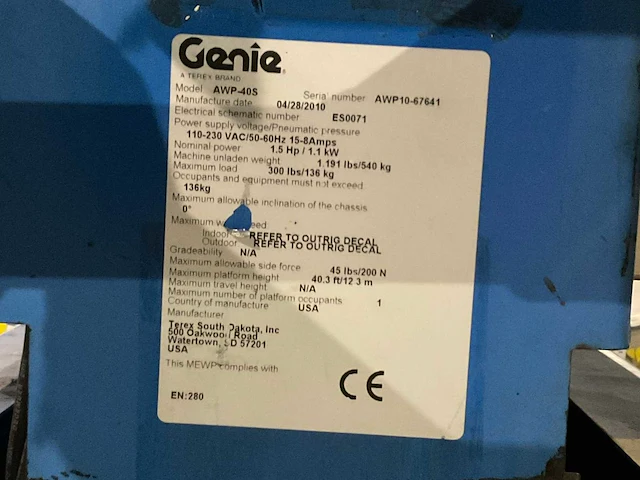 Genie
A TEREX BRAND
Model AWP-40S Serial number AWP10-67641
Manufacture date 04/28/2010
Electrical schematic number ES0071
Power supply voltage/Pneumatic pressure
110-230 VAC/50-60Hz 15-8Amps
Nominal power 1.5 Hp / 1.1 kW
Machine unladen weight 1.191 lbs/540 kg
Maximum load 300 lbs/136 kg
Occupants and equipment must not exceed
136kg
Maximum allowable inclination of the chassis
0°
Maximum
Indoor REFER TO OUTRIG DECAL
Outdoor REFER TO OUTRIG DECAL
Gradeability N/A
Maximum allowable side force 45 lbs/200 N
Maximum platform height 40.3 ft/12 3 m
Maximum travel height N/A
Maximum number of platform occupants 1
Country of manufacture USA
Manufacturer
Terex South Dakota, Inc
500 Oakwood Road
Watertown, SD 57201
USA
This MEWP complies with
CE
EN:280